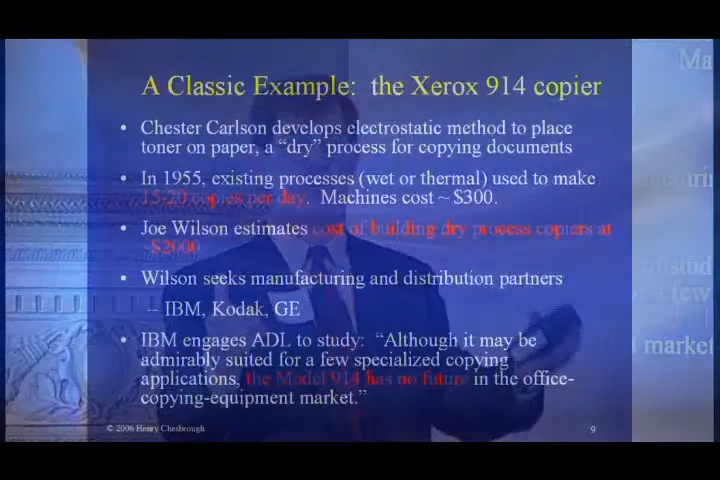 A Classic Example: the Xerox 914 copier
• Chester Carlson develops electrostatic method to place
toner on paper, a “dry” process for copying documents
• In 1955, existing processes (wet or thermal) used to make
15-20 copies per day. Machines cost ~ $300.
• Joe Wilson estimates cost of building dry process copiers at
~$2000
• Wilson seeks manufacturing and distribution partners
– IBM, Kodak, GE
• IBM engages ADL to study: “Although it may be
admirably suited for a few specialized copying
applications, the Model 914 has no future in the office-
copying-equipment market.”
© 2006 Henry Chesbrough
9
market